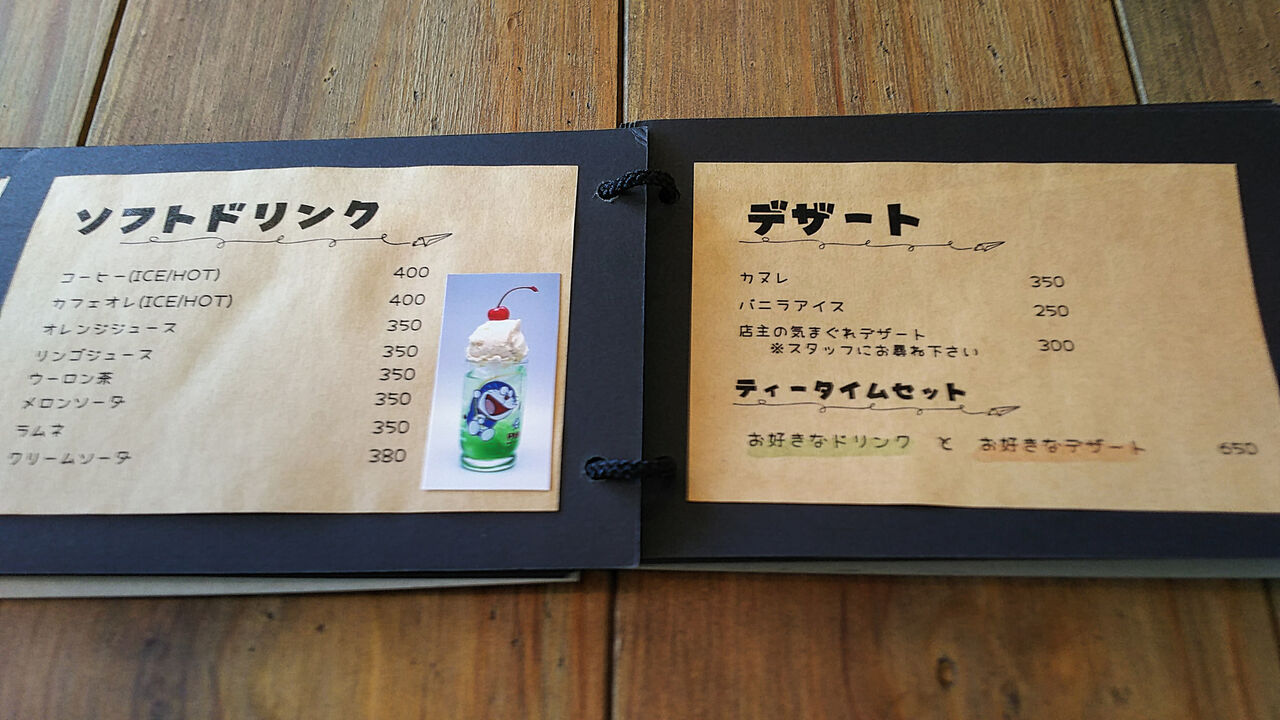 ソフトドリンク
コーヒー(ICE/HOT) 400
カフェオレ(ICE/HOT) 400
オレンジジュース 350
リンゴジュース 350
ウーロン茶 350
メロンソーダ 350
ラムネ 350
クリームソーダ 380
デザート
カヌレ 350
バニラアイス 250
店主の気まぐれデザート
※スタッフにお尋ね下さい 300
ティータイムセット
お好きなドリンク と お好きなデザート 650